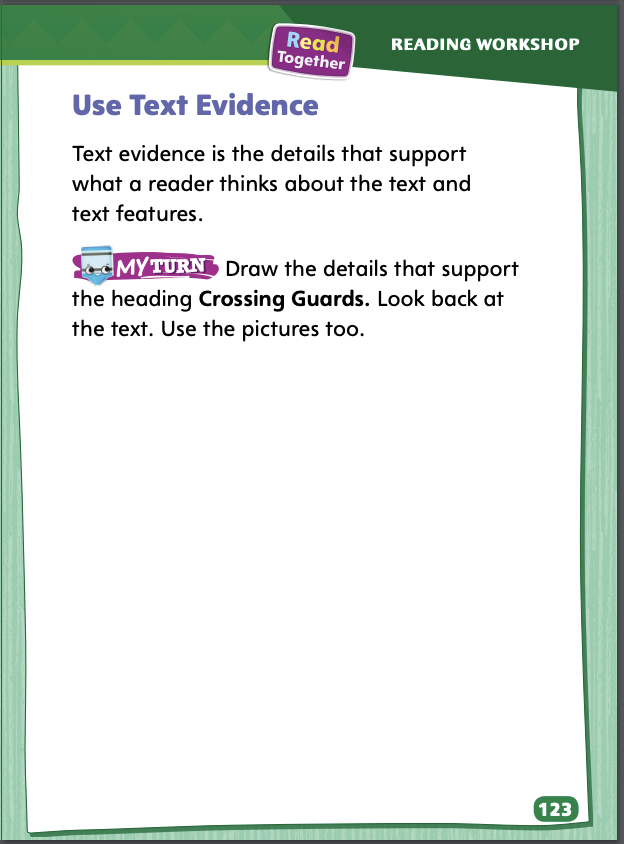 Read
Together
READING WORKSHOP
Use Text Evidence
Text evidence is the details that support
what a reader thinks about the text and
text features.
MY TURN Draw the details that support
the heading Crossing Guards. Look back at
the text. Use the pictures too.
123